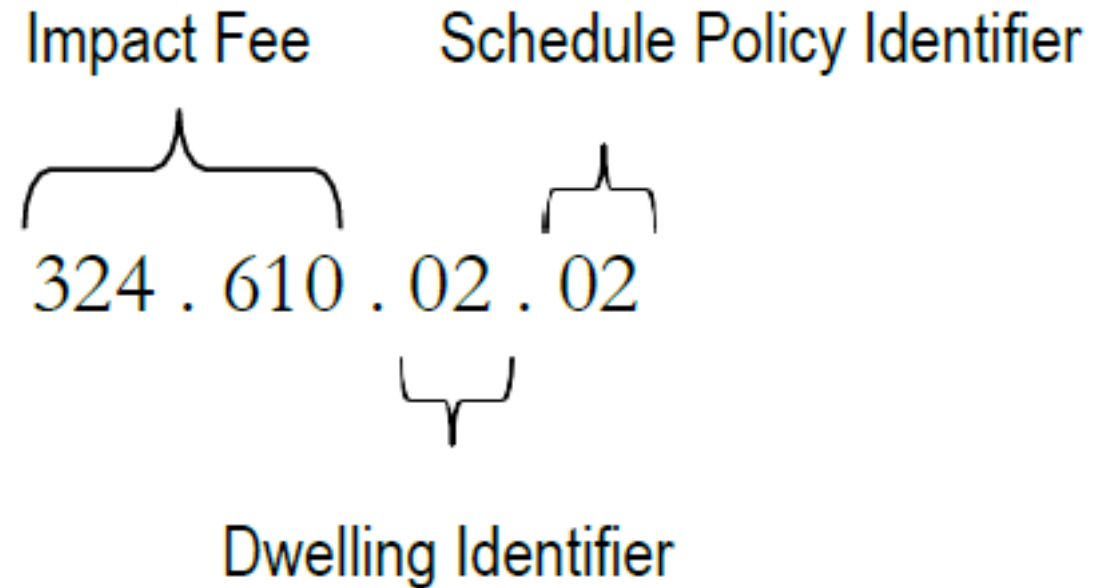 Impact Fee Schedule Policy Identifier
324 . 610 . 02 . 02
Dwelling Identifier